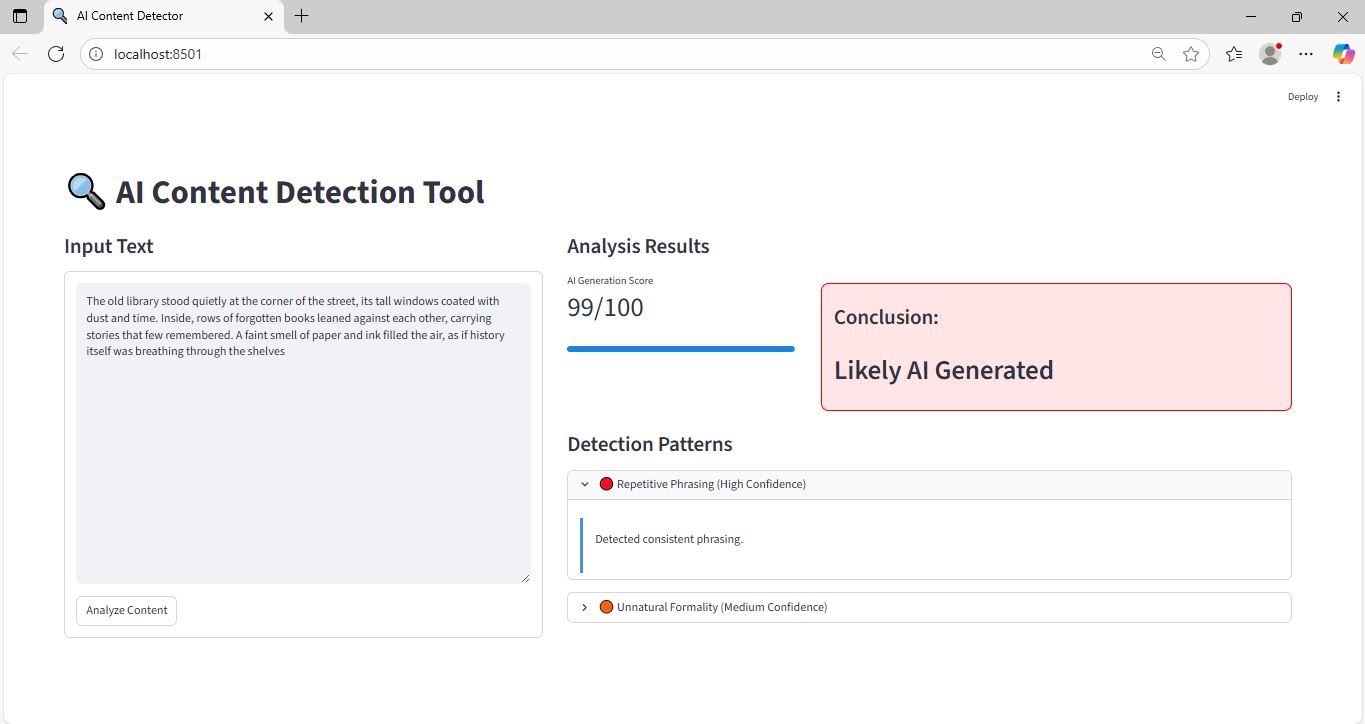 AI Content Detector
localhost:8501
Deploy
AI Content Detection Tool
Input Text
The old library stood quietly at the corner of the street, its tall windows coated with
dust and time. Inside, rows of forgotten books leaned against each other, carrying
stories that few remembered. A faint smell of paper and ink filled the air, as if history
itself was breathing through the shelves
Analyze Content
Analysis Results
AI Generation Score
99/100
Conclusion:
Likely AI Generated
Detection Patterns
Repetitive Phrasing (High Confidence)
Detected consistent phrasing.
Unnatural Formality (Medium Confidence)